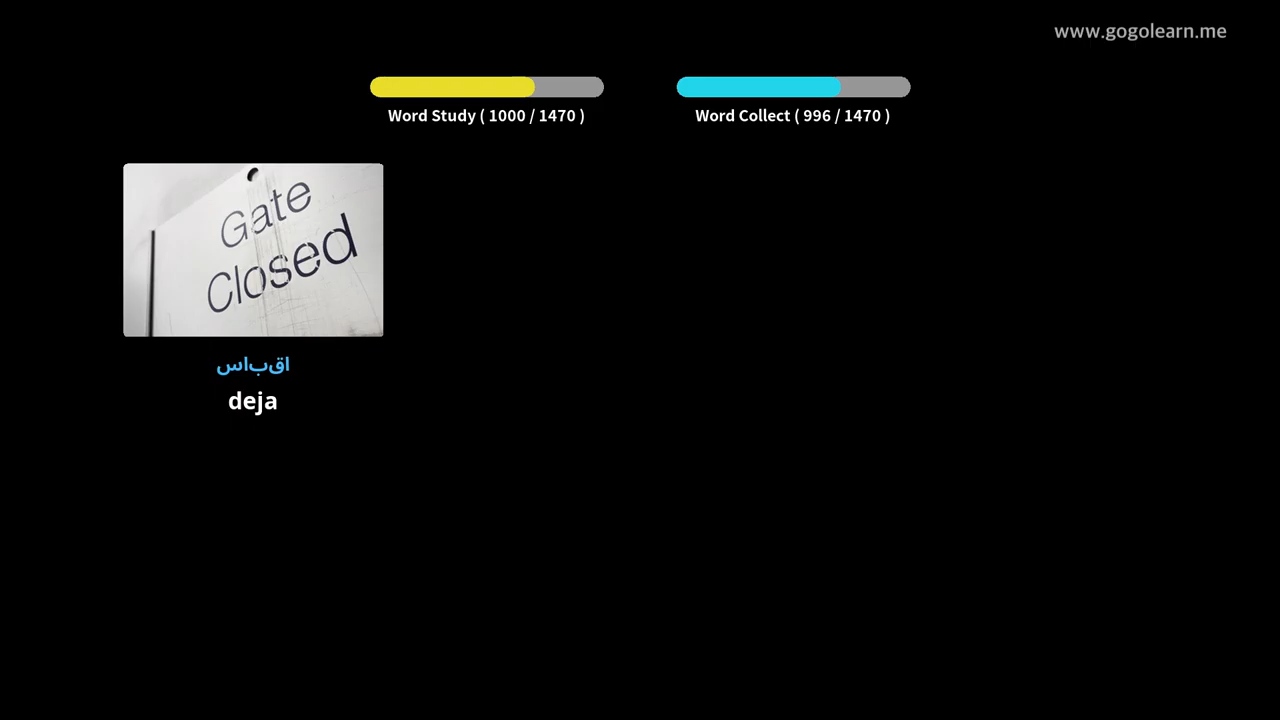 www.gogolearn.me
Word Study ( 1000 / 1470 )
Word Collect ( 996 / 1470 )
Gate
Closed
اقباس
deja